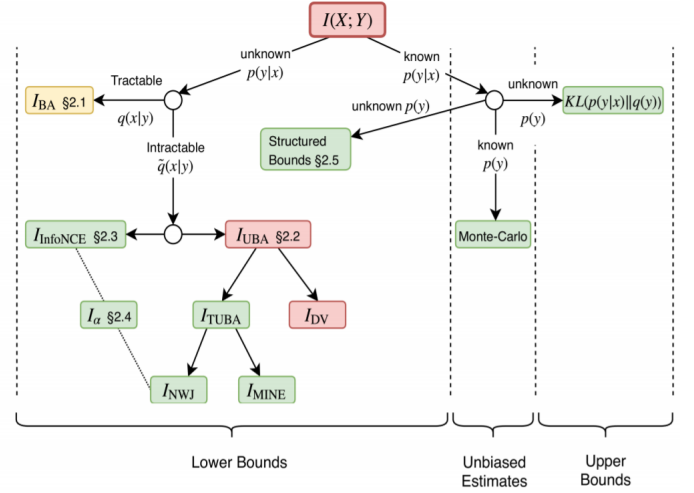 I(X; Y)
unknown
p(y|x)
known
p(y|x)
Tractable
q(x|y)
I_BA §2.1
unknown p(y)
unknown
p(y)
KL(p(y|x)||q(y))
Structured
Bounds §2.5
Intractable
q̃(x|y)
known
p(y)
I_InfoNCE §2.3
I_UBA §2.2
Monte-Carlo
I_α §2.4
I_TUBA
I_DV
I_NWJ
I_MINE
Lower Bounds
Unbiased
Estimates
Upper
Bounds